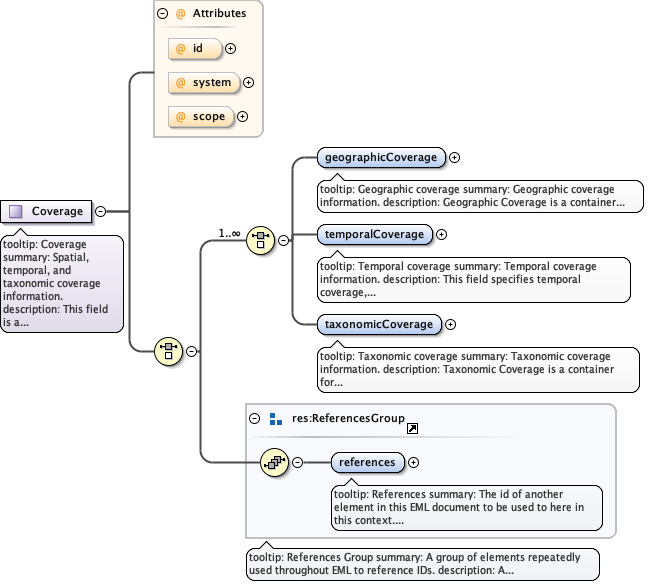 Attributes
@ id
@ system
@ scope
geographicCoverage
tooltip: Geographic coverage summary: Geographic coverage
information. description: Geographic Coverage is a container...
1..∞
temporalCoverage
tooltip: Temporal coverage summary: Temporal coverage
information. description: This field specifies temporal
coverage,...
Coverage
tooltip: Coverage
summary: Spatial,
temporal, and
taxonomic coverage
information.
description: This field
is a...
taxonomicCoverage
tooltip: Taxonomic coverage summary: Taxonomic coverage
information. description: Taxonomic Coverage is a container
for...
res:ReferencesGroup
references
tooltip: References summary: The id of another
element in this EML document to be used to here in
this context....
tooltip: References Group summary: A group of elements repeatedly
used throughout EML to reference IDs. description: A...